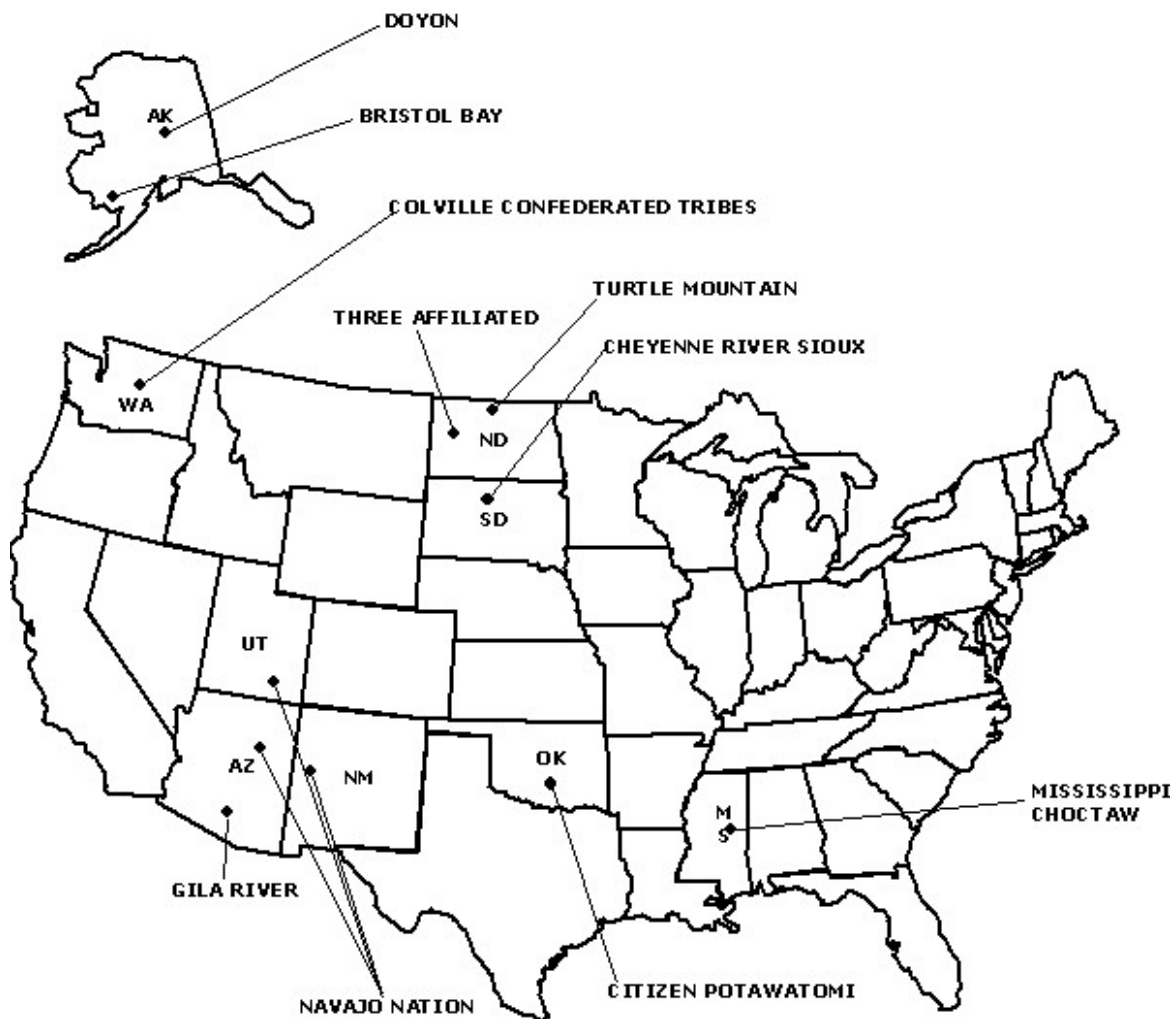 DOYON
AK
BRISTOL BAY
COLVILLE CONFEDERATED TRIBES
TURTLE MOUNTAIN
THREE AFFILIATED
CHEYENNE RIVER SIOUX
WA
ND
SD
UT
OK
AZ
NM
MISSISSIPPI
CHOCTAW
M
S
GILA RIVER
CITIZEN POTAWATOMI
NAVAJO NATION